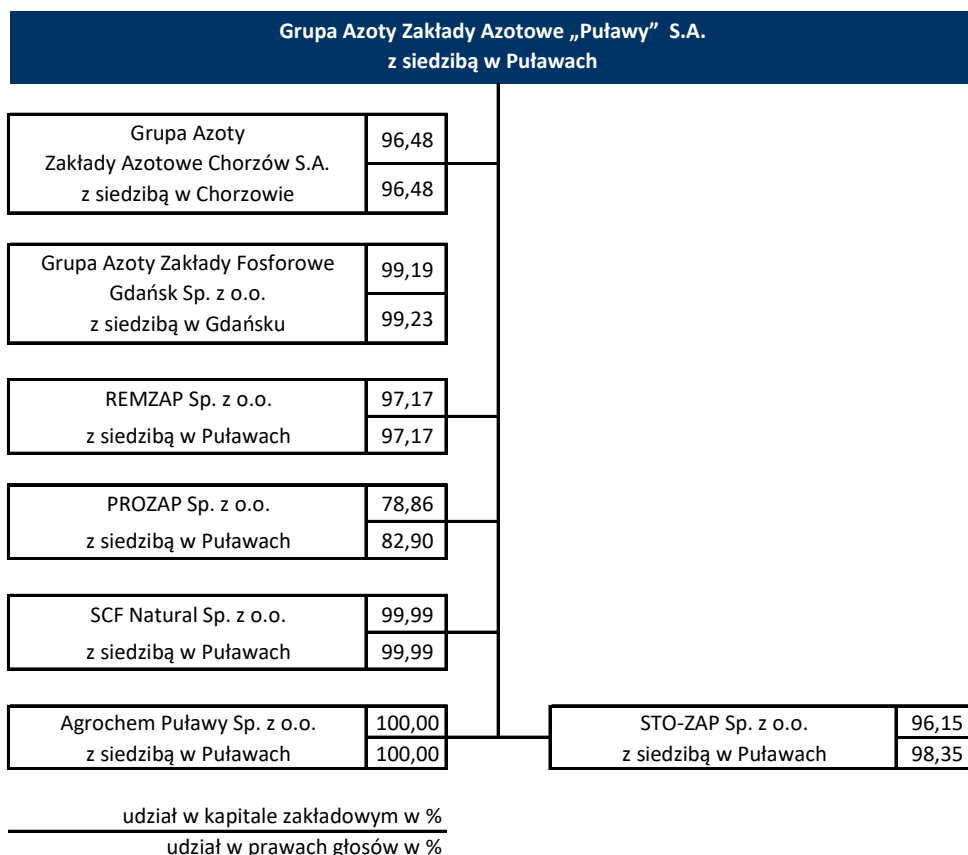 Grupa Azoty Zakłady Azotowe „Puławy” S.A.
z siedzibą w Puławach
Grupa Azoty
Zakłady Azotowe Chorzów S.A.
z siedzibą w Chorzowie
96,48
96,48
Grupa Azoty Zakłady Fosforowe
Gdańsk Sp. z o.o.
z siedzibą w Gdańsku
99,19
99,23
REMZAP Sp. z o.o.
z siedzibą w Puławach
97,17
97,17
PROZAP Sp. z o.o.
z siedzibą w Puławach
78,86
82,90
SCF Natural Sp. z o.o.
z siedzibą w Puławach
99,99
99,99
Agrochem Puławy Sp. z o.o.
z siedzibą w Puławach
100,00
100,00
STO-ZAP Sp. z o.o.
z siedzibą w Puławach
96,15
98,35
udział w kapitale zakładowym w %
udział w prawach głosów w %